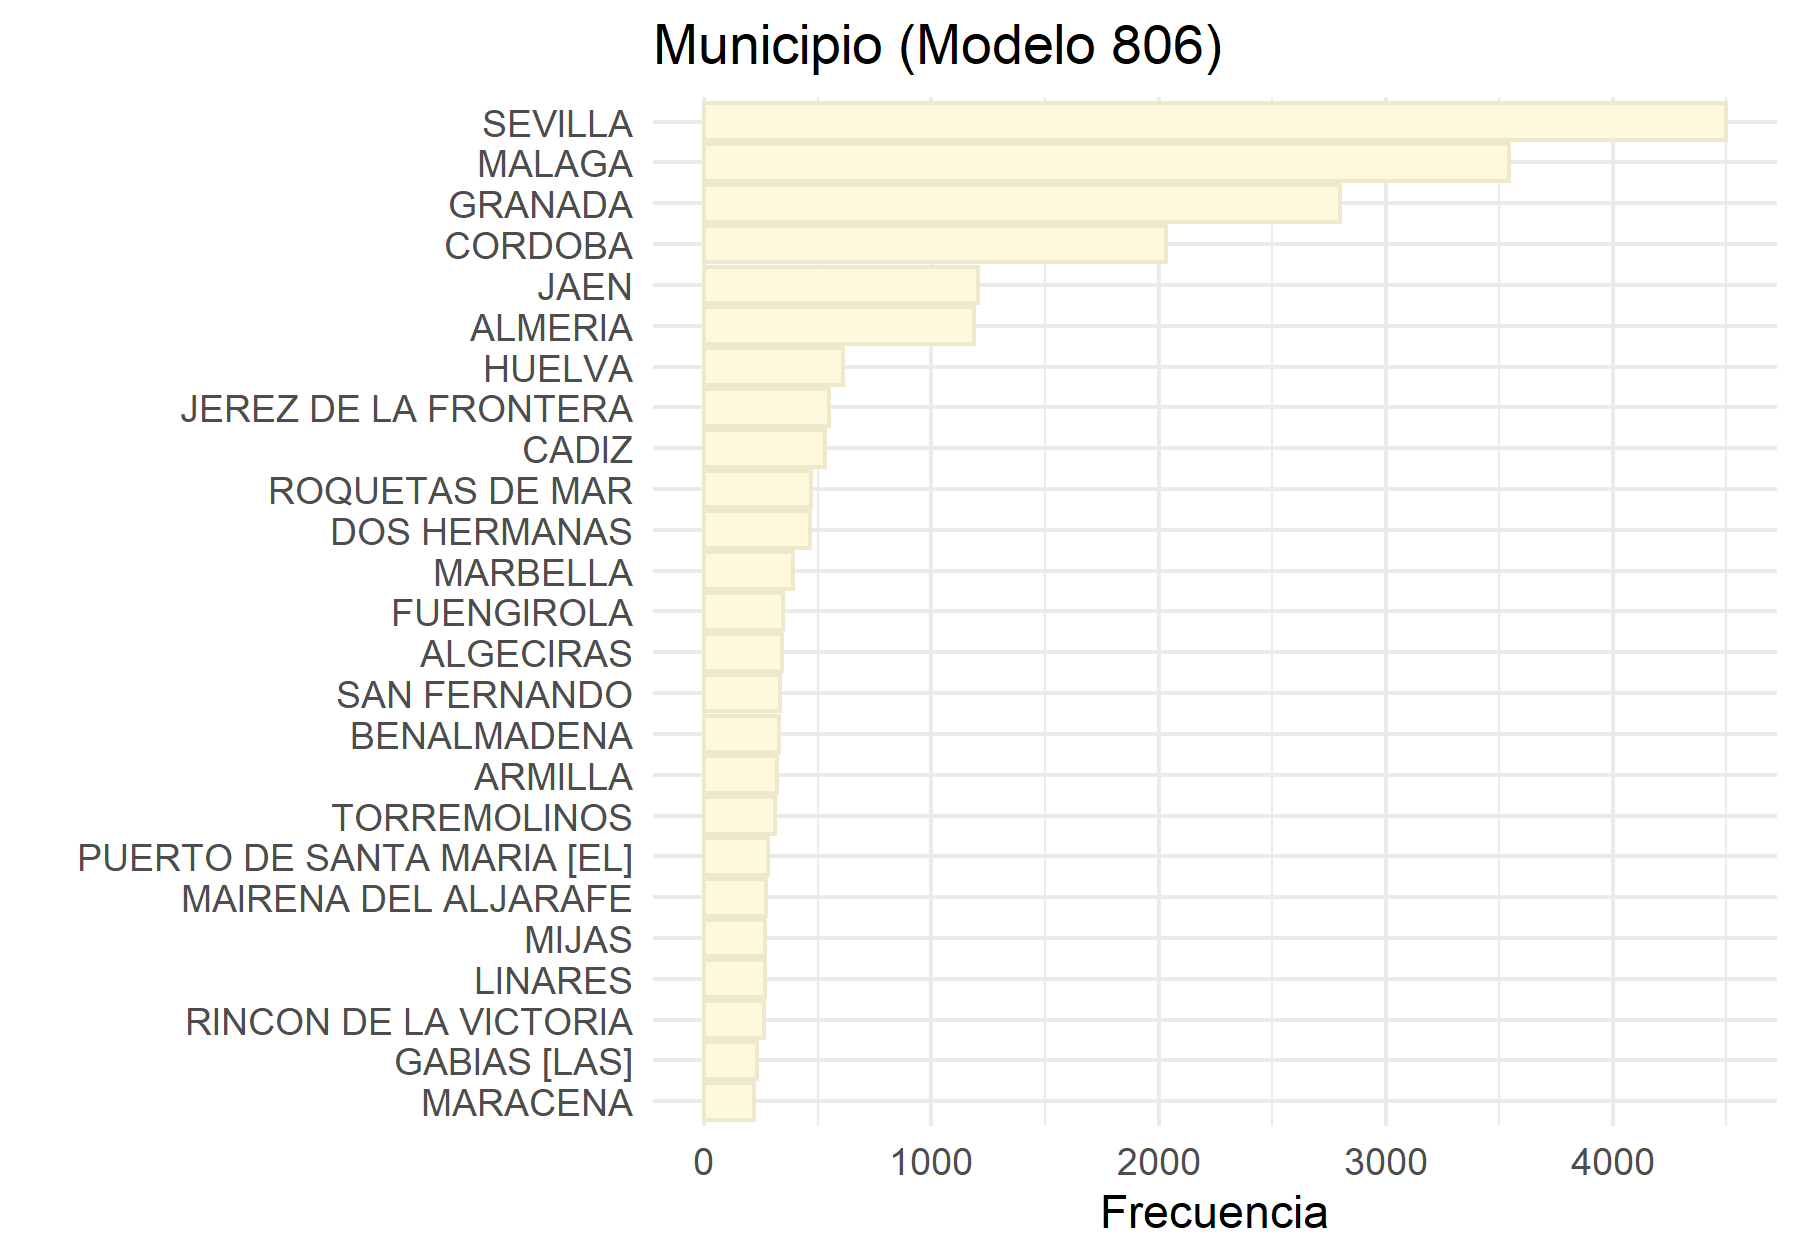 Municipio (Modelo 806)
SEVILLA
MALAGA
GRANADA
CORDOBA
JAEN
ALMERIA
HUELVA
JEREZ DE LA FRONTERA
CADIZ
ROQUETAS DE MAR
DOS HERMANAS
MARBELLA
FUENGIROLA
ALGECIRAS
SAN FERNANDO
BENALMADENA
ARMILLA
TORREMOLINOS
PUERTO DE SANTA MARIA [EL]
MAIRENA DEL ALJARAFE
MIJAS
LINARES
RINCON DE LA VICTORIA
GABIAS [LAS]
MARACENA
0 1000 2000 3000 4000
Frecuencia